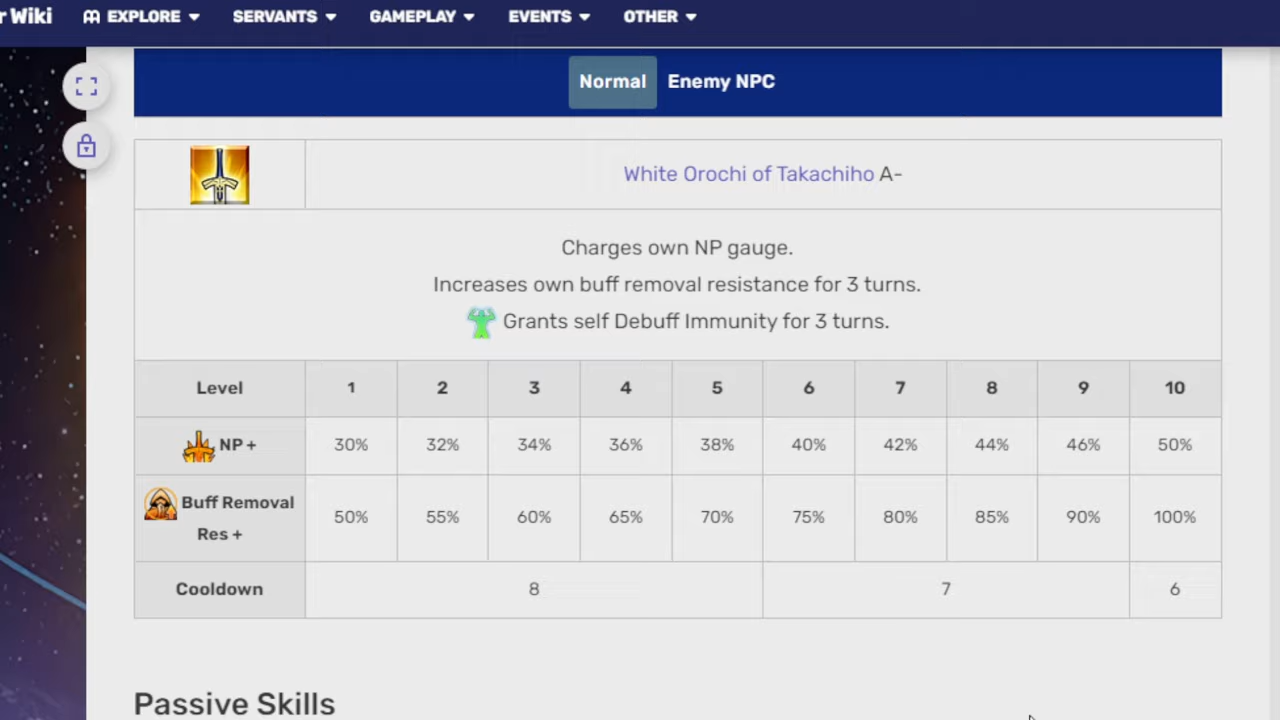 r Wiki EXPLORE SERVANTS GAMEPLAY EVENTS OTHER
Normal Enemy NPC
White Orochi of Takachiho A-
Charges own NP gauge.
Increases own buff removal resistance for 3 turns.
Grants self Debuff Immunity for 3 turns.
Level 1 2 3 4 5 6 7 8 9 10
NP + 30% 32% 34% 36% 38% 40% 42% 44% 46% 50%
Buff Removal
Res + 50% 55% 60% 65% 70% 75% 80% 85% 90% 100%
Cooldown 8 7 6
Passive Skills